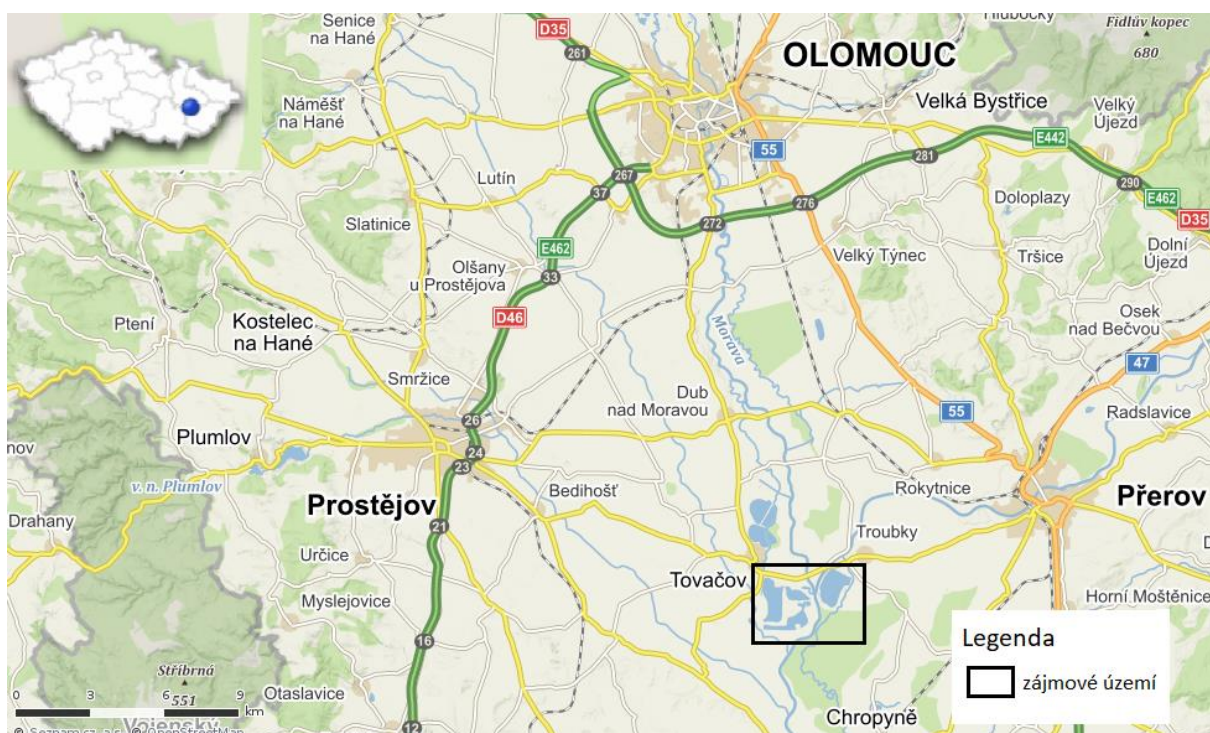 Senice
na Hané
D35
261
OLOMOUC
Fidlův kopec
680
Náměšť
na Hané
Velká Bystřice
Velký
Újezd
55
281
E442
Lutín
267
37
290
E462
D35
276
Slatinice
272
Doloplazy
E462
Olšany
u Prostějova
33
Velký Týnec
Tršice
Dolní
Újezd
D46
Ptení
Kostelec
na Hané
Morava
Osek
nad Bečvou
47
Smržice
Dub
nad Moravou
55
Radslavice
26
Plumlov
24
23
v. n. Plumlov
Bedihošť
Rokytnice
Přerov
Drahany
Prostějov
21
Troubky
Určice
Tovačov
Horní Moštěnice
Myslejovice
16
Legenda
zájmové území
Stříbrná
551
0 3 6 9
km
Otaslavice
Vojenský
12
Chropyně
© Seznam.cz, a.s., © OpenStreetMap